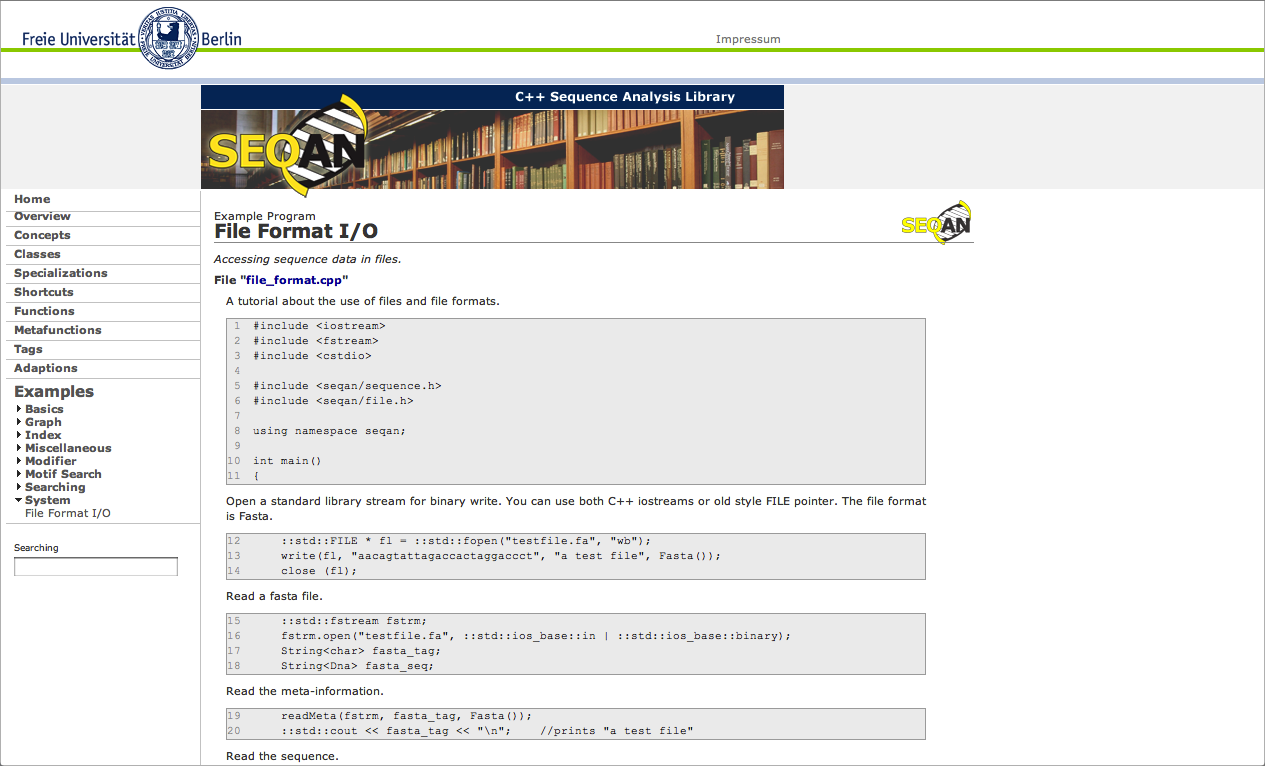 Freie Universität Berlin
Impressum
C++ Sequence Analysis Library
SEQAN
Home
Overview
Concepts
Classes
Specializations
Shortcuts
Functions
Metafunctions
Tags
Adaptions
Examples
Basics
Graph
Index
Miscellaneous
Modifier
Motif Search
Searching
System
File Format I/O
Searching
Example Program
File Format I/O
SEQAN
Accessing sequence data in files.
File "file_format.cpp"
A tutorial about the use of files and file formats.
1 #include <iostream>
2 #include <fstream>
3 #include <cstdio>
4
5 #include <seqan/sequence.h>
6 #include <seqan/file.h>
7
8 using namespace seqan;
9
10 int main()
11 {
Open a standard library stream for binary write. You can use both C++ iostreams or old style FILE pointer. The file format
is Fasta.
12     ::std::FILE * fl = ::std::fopen("testfile.fa", "wb");
13     write(fl, "aacagtattagaccactaggaccct", "a test file", Fasta());
14     close (fl);
Read a fasta file.
15     ::std::fstream fstrm;
16     fstrm.open("testfile.fa", ::std::ios_base::in | ::std::ios_base::binary);
17     String<char> fasta_tag;
18     String<Dna> fasta_seq;
Read the meta-information.
19     readMeta(fstrm, fasta_tag, Fasta());
20     ::std::cout << fasta_tag << "\n";    //prints "a test file"
Read the sequence.